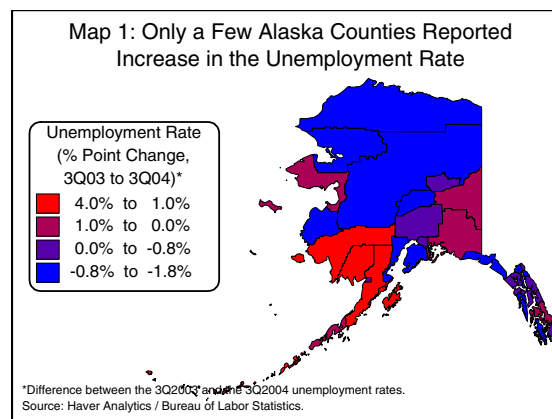 Map 1: Only a Few Alaska Counties Reported
Increase in the Unemployment Rate
Unemployment Rate
(% Point Change,
3Q03 to 3Q04)*
4.0% to 1.0%
1.0% to 0.0%
0.0% to -0.8%
-0.8% to -1.8%
*Difference between the 3Q2003 and the 3Q2004 unemployment rates.
Source: Haver Analytics / Bureau of Labor Statistics.